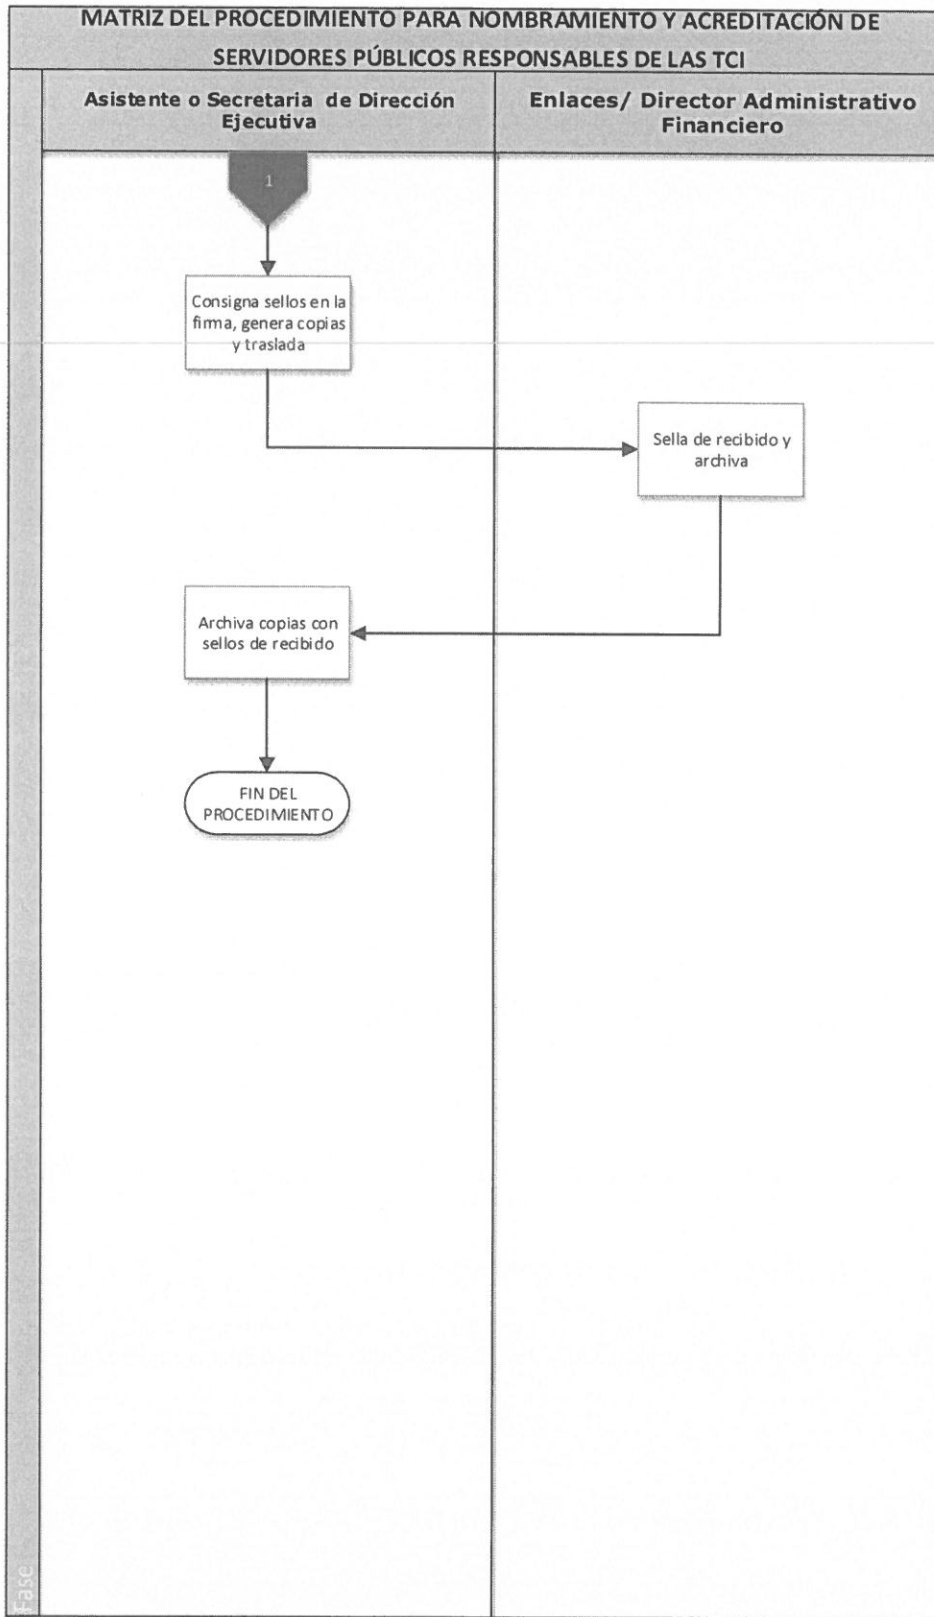 MATRIZ DEL PROCEDIMIENTO PARA NOMBRAMIENTO Y ACREDITACIÓN DE
SERVIDORES PÚBLICOS RESPONSABLES DE LAS TCI
Asistente o Secretaria de Dirección
Ejecutiva
Enlaces/ Director Administrativo
Financiero
1
Consigna sellos en la
firma, genera copias
y traslada
Sella de recibido y
archiva
Archiva copias con
sellos de recibido
FIN DEL
PROCEDIMIENTO
Fase